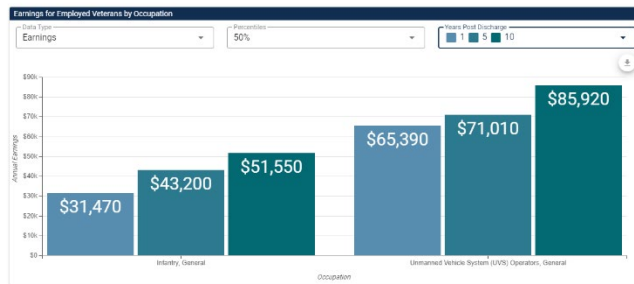 Earnings for Employed Veterans by Occupation
Data Type
Earnings
Percentiles
50%
Years Post Discharge
1 5 10
$90k
$80k
$70k
$60k
$50k
$40k
$30k
$20k
$10k
$0
Annual Earnings
$31,470
$43,200
$51,550
$65,390
$71,010
$85,920
Infantry, General
Unmanned Vehicle System (UVS) Operators, General
Occupation